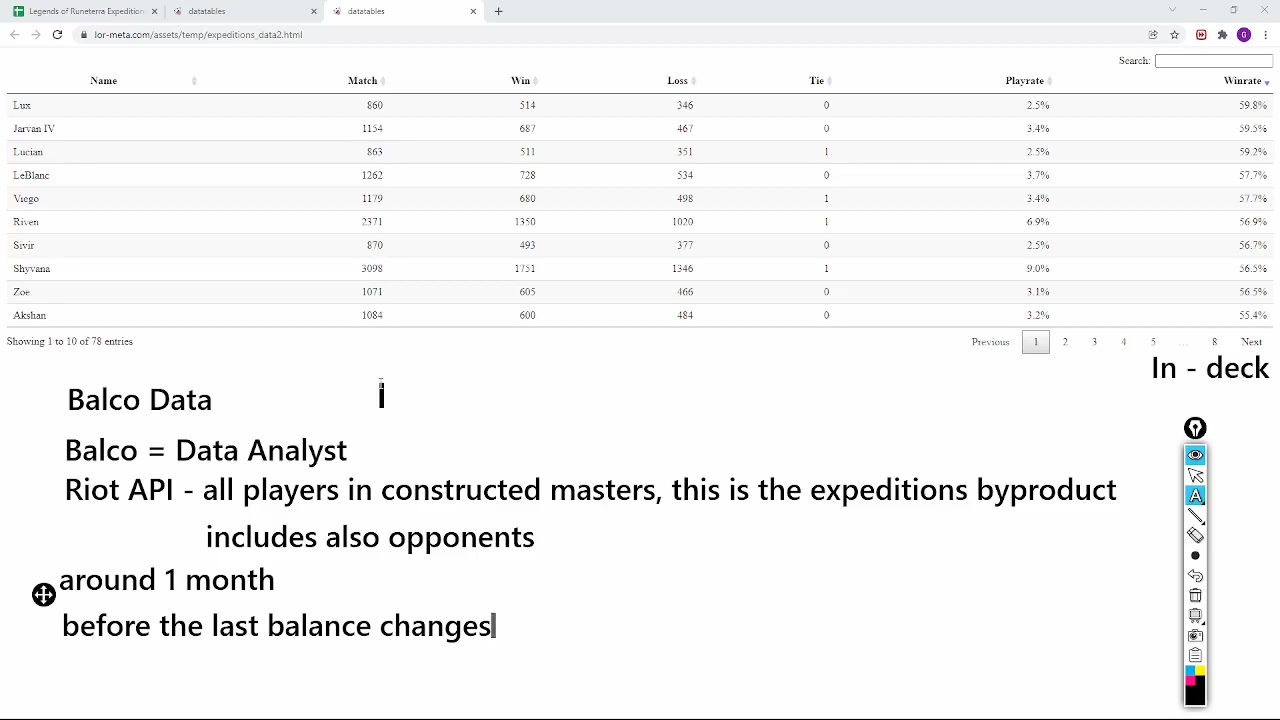 Legends of Runeterra Expedition
datatables
datatables
lor-meta.com/assets/temp/expeditions_data2.html
G
Search:
Name Match Win Loss Tie Playrate Winrate
Lux 860 514 346 0 2.5% 59.8%
Jarvan IV 1154 687 467 0 3.4% 59.5%
Lucian 863 511 351 1 2.5% 59.2%
LeBlanc 1262 728 534 0 3.7% 57.7%
Viego 1179 680 498 1 3.4% 57.7%
Riven 2371 1350 1020 1 6.9% 56.9%
Sivir 870 493 377 0 2.5% 56.7%
Shyvana 3098 1751 1346 1 9.0% 56.5%
Zoe 1071 605 466 0 3.1% 56.5%
Akshan 1084 600 484 0 3.2% 55.4%
Showing 1 to 10 of 78 entries
Previous 1 2 3 4 5 … 8 Next
In - deck
Balco Data
Balco = Data Analyst
Riot API - all players in constructed masters, this is the expeditions byproduct
includes also opponents
around 1 month
before the last balance changes
A